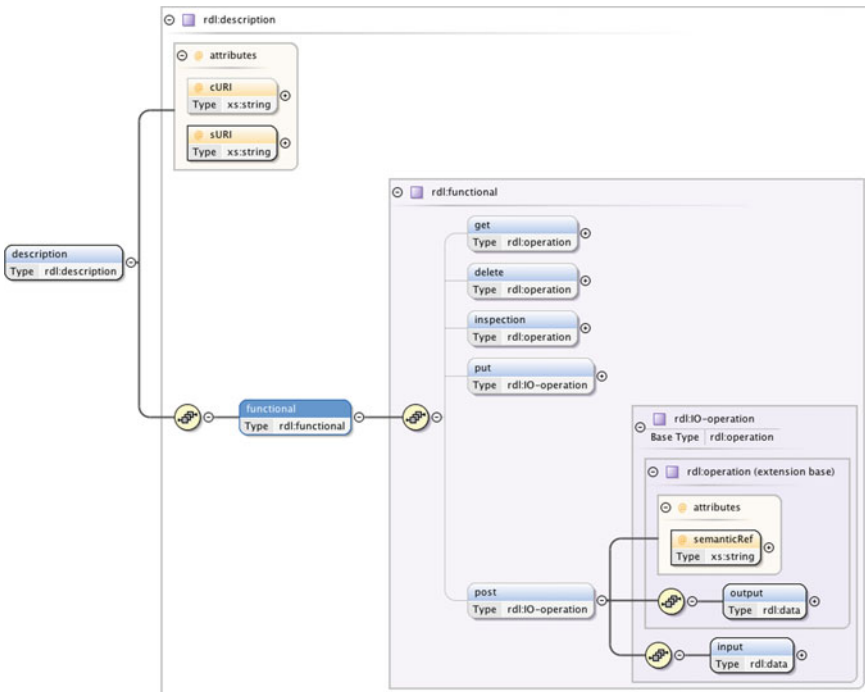 rdl:description
attributes
cURI
Type xs:string
sURI
Type xs:string
rdl:functional
get
Type rdl:operation
delete
Type rdl:operation
description
Type rdl:description
inspection
Type rdl:operation
put
Type rdl:IO-operation
functional
Type rdl:functional
rdl:IO-operation
Base Type rdl:operation
rdl:operation (extension base)
attributes
semanticRef
Type xs:string
post
Type rdl:IO-operation
output
Type rdl:data
input
Type rdl:data